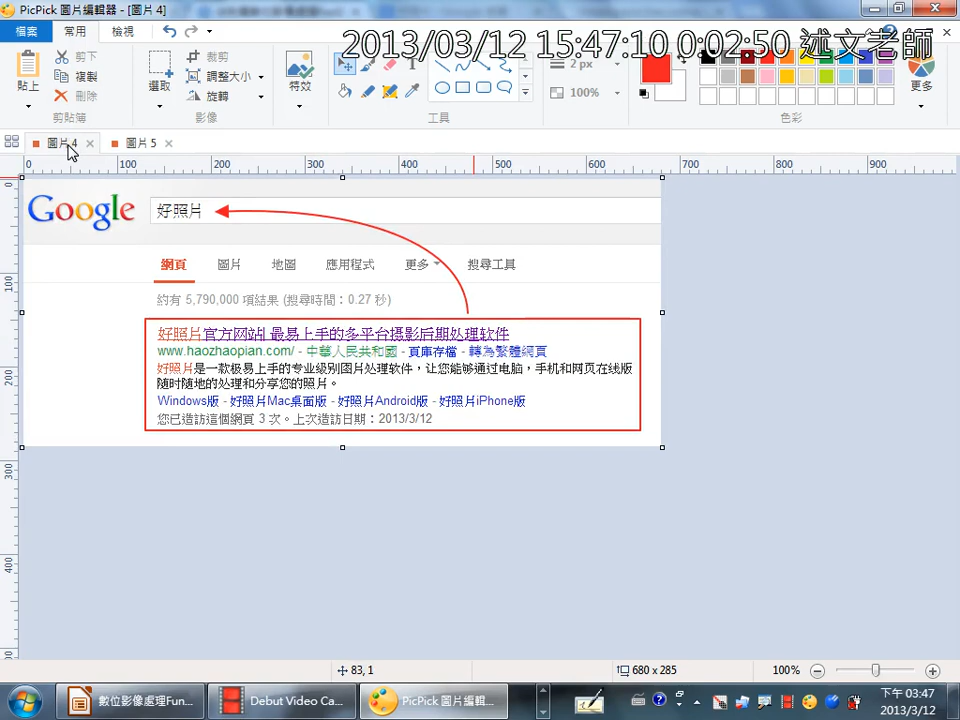 PicPick 圖片編輯器 - [圖片 4]
檔案 常用 檢視
2013/03/12 15:47:10 0:02:50 述文老師
貼上 剪下 複製 刪除 剪貼簿
選取 裁剪 調整大小 旋轉 影像
特效
工具
2 px
100%
更多
色彩
圖片 4 圖片 5
0 100 200 300 400 500 600 700 800 900
0
100
200
300
400
Google 好照片
網頁 圖片 地圖 應用程式 更多 搜尋工具
約有 5,790,000 項結果 (搜尋時間：0.27 秒)
好照片官方网站| 最易上手的多平台摄影后期处理软件
www.haozhaopian.com/ - 中華人民共和國 - 頁庫存檔 - 轉為繁體網頁
好照片是一款极易上手的专业级别图片处理软件，让您能够通过电脑，手机和网页在线版
随时随地的处理和分享您的照片。
Windows版 - 好照片Mac桌面版 - 好照片Android版 - 好照片iPhone版
您已造訪這個網頁 3 次。上次造訪日期：2013/3/12
83, 1 680 x 285 100%
數位影像處理Fun... Debut Video Ca... PicPick 圖片編輯...
下午 03:47
2013/3/12